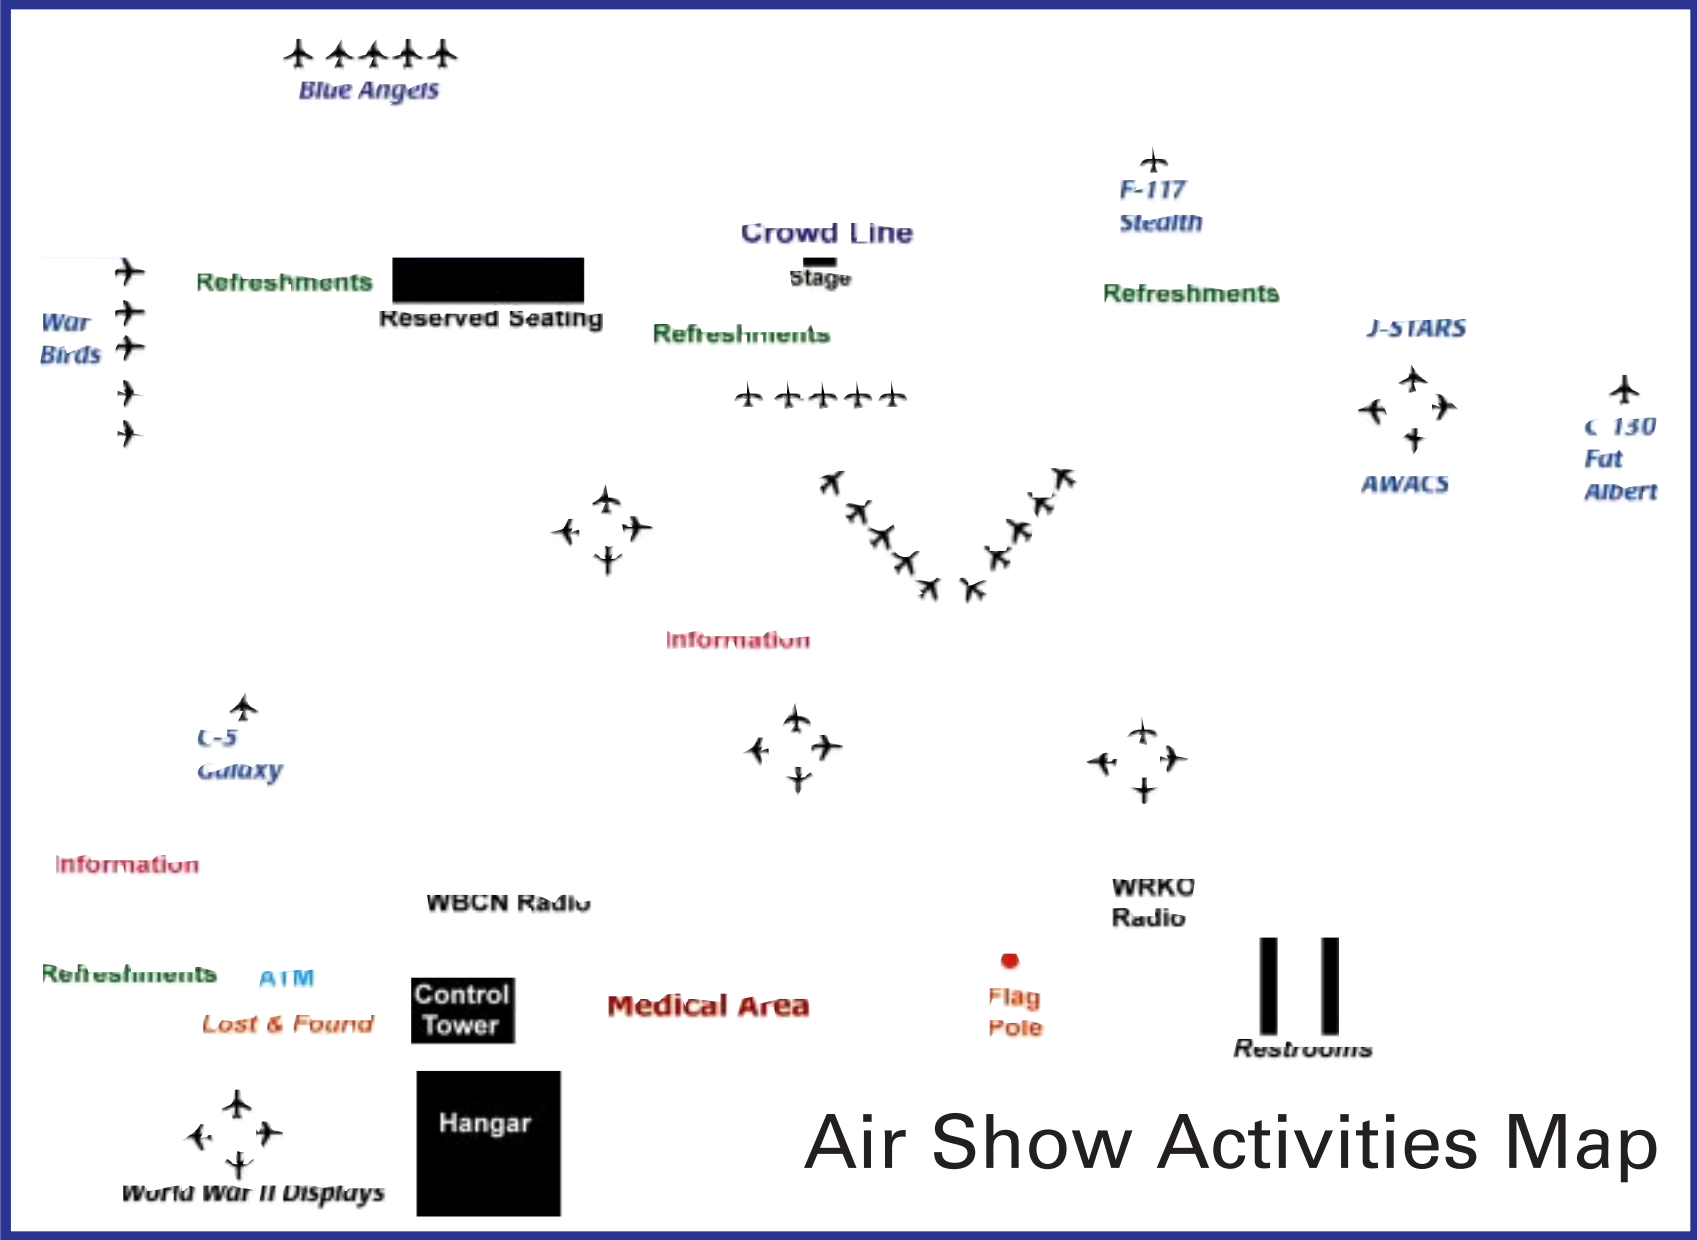 Blue Angels
F-117
Stealth
Crowd Line
Stage
Refreshments
Reserved Seating
Refreshments
Refreshments
War
Birds
J-STARS
AWACS
C 130
Fat
Albert
Information
C-5
Galaxy
Information
WBCN Radio
WRKO
Radio
Refreshments
ATM
Lost & Found
Control
Tower
Medical Area
Flag
Pole
Restrooms
Hangar
World War II Displays
Air Show Activities Map